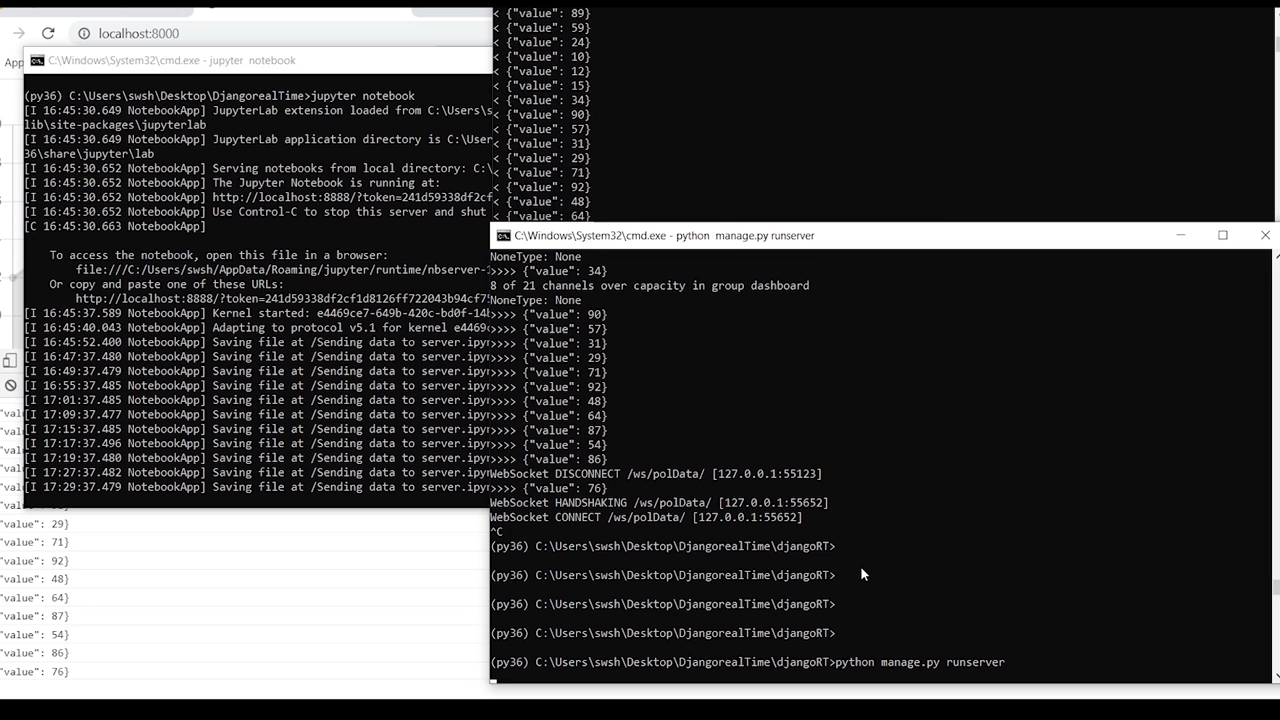 localhost:8000
App
C:\Windows\System32\cmd.exe - jupyter notebook
(py36) C:\Users\swsh\Desktop\DjangorealTime>jupyter notebook
[I 16:45:30.649 NotebookApp] JupyterLab extension loaded from C:\Users\s
lib\site-packages\jupyterlab
[I 16:45:30.649 NotebookApp] JupyterLab application directory is C:\User
36\share\jupyter\lab
[I 16:45:30.652 NotebookApp] Serving notebooks from local directory: C:\
[I 16:45:30.652 NotebookApp] The Jupyter Notebook is running at:
[I 16:45:30.652 NotebookApp] http://localhost:8888/?token=241d59338df2cf
[I 16:45:30.652 NotebookApp] Use Control-C to stop this server and shut
[C 16:45:30.663 NotebookApp]
To access the notebook, open this file in a browser:
file:///C:/Users/swsh/AppData/Roaming/jupyter/runtime/nbserver-1
Or copy and paste one of these URLs:
http://localhost:8888/?token=241d59338df2cf1d8126ff722043b94cf75
[I 16:45:37.589 NotebookApp] Kernel started: e4469ce7-649b-420c-bd0f-14b
[I 16:45:40.043 NotebookApp] Adapting to protocol v5.1 for kernel e4469c
[I 16:45:52.400 NotebookApp] Saving file at /Sending data to server.ipyn
[I 16:47:37.480 NotebookApp] Saving file at /Sending data to server.ipyn
[I 16:49:37.479 NotebookApp] Saving file at /Sending data to server.ipyn
[I 16:55:37.485 NotebookApp] Saving file at /Sending data to server.ipyn
[I 17:01:37.485 NotebookApp] Saving file at /Sending data to server.ipyn
[I 17:09:37.477 NotebookApp] Saving file at /Sending data to server.ipyn
[I 17:15:37.485 NotebookApp] Saving file at /Sending data to server.ipyn
[I 17:17:37.496 NotebookApp] Saving file at /Sending data to server.ipyn
[I 17:19:37.480 NotebookApp] Saving file at /Sending data to server.ipyn
[I 17:27:37.482 NotebookApp] Saving file at /Sending data to server.ipyn
[I 17:29:37.479 NotebookApp] Saving file at /Sending data to server.ipyn
"value": 29}
"value": 71}
"value": 92}
"value": 48}
"value": 64}
"value": 87}
"value": 54}
"value": 86}
"value": 76}
< {"value": 89}
< {"value": 59}
< {"value": 24}
< {"value": 10}
< {"value": 12}
< {"value": 15}
< {"value": 34}
< {"value": 90}
< {"value": 57}
< {"value": 31}
< {"value": 29}
< {"value": 71}
< {"value": 92}
< {"value": 48}
< {"value": 64}
C:\Windows\System32\cmd.exe - python manage.py runserver
NoneType: None
>>>> {"value": 34}
8 of 21 channels over capacity in group dashboard
NoneType: None
>>>> {"value": 90}
>>>> {"value": 57}
>>>> {"value": 31}
>>>> {"value": 29}
>>>> {"value": 71}
>>>> {"value": 92}
>>>> {"value": 48}
>>>> {"value": 64}
>>>> {"value": 87}
>>>> {"value": 54}
>>>> {"value": 86}
WebSocket DISCONNECT /ws/polData/ [127.0.0.1:55123]
>>>> {"value": 76}
WebSocket HANDSHAKING /ws/polData/ [127.0.0.1:55652]
WebSocket CONNECT /ws/polData/ [127.0.0.1:55652]
^C
(py36) C:\Users\swsh\Desktop\DjangorealTime\djangoRT>
(py36) C:\Users\swsh\Desktop\DjangorealTime\djangoRT>
(py36) C:\Users\swsh\Desktop\DjangorealTime\djangoRT>
(py36) C:\Users\swsh\Desktop\DjangorealTime\djangoRT>
(py36) C:\Users\swsh\Desktop\DjangorealTime\djangoRT>python manage.py runserver